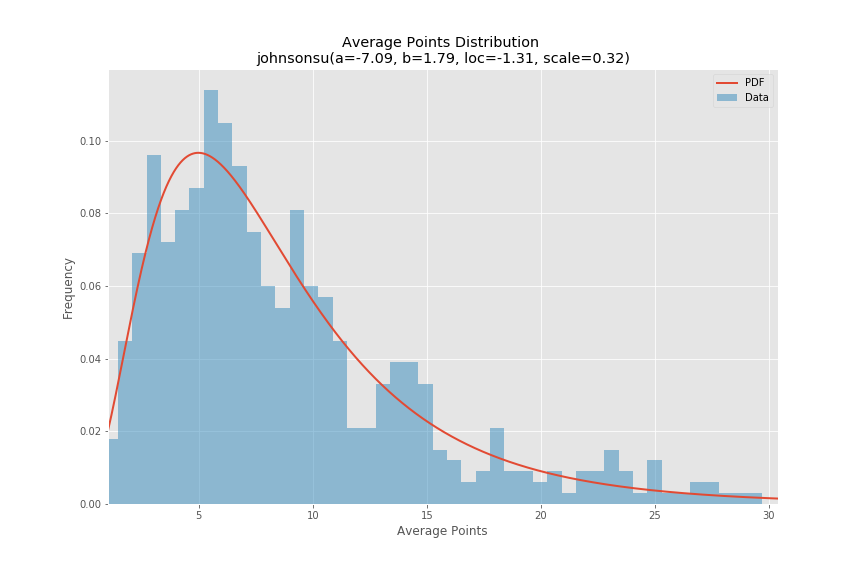 Average Points Distribution
johnsonsu(a=-7.09, b=1.79, loc=-1.31, scale=0.32)
PDF
Data
0.10
0.08
0.06
0.04
0.02
0.00
Frequency
5
10
15
20
25
30
Average Points